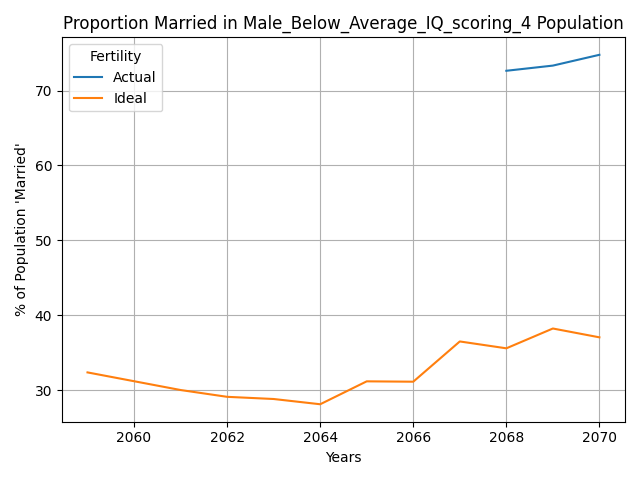 Proportion Married in Male_Below_Average_IQ_scoring_4 Population
Fertility
Actual
Ideal
% of Population 'Married'
70
60
50
40
30
2060
2062
2064
2066
2068
2070
Years